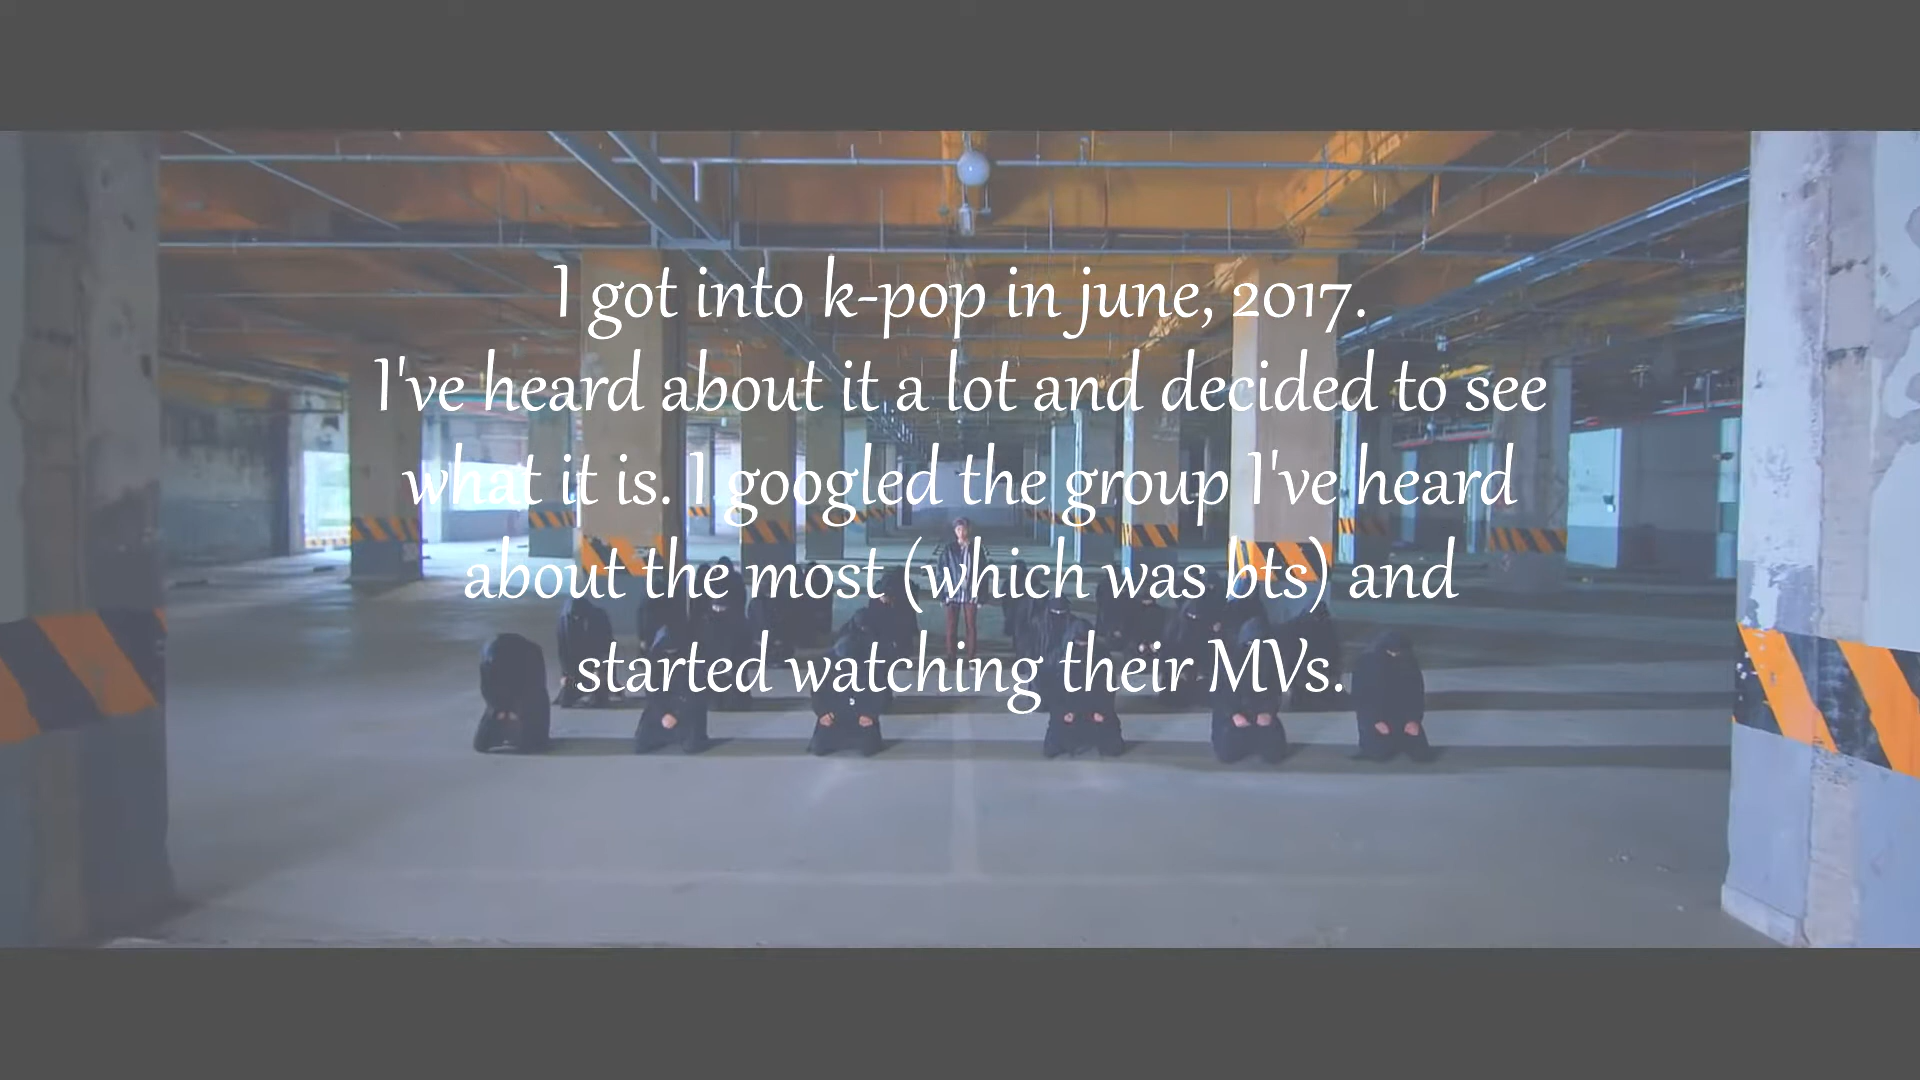 I got into k-pop in june, 2017.
I've heard about it a lot and decided to see
what it is. I googled the group I've heard
about the most (which was bts) and
started watching their MVs.